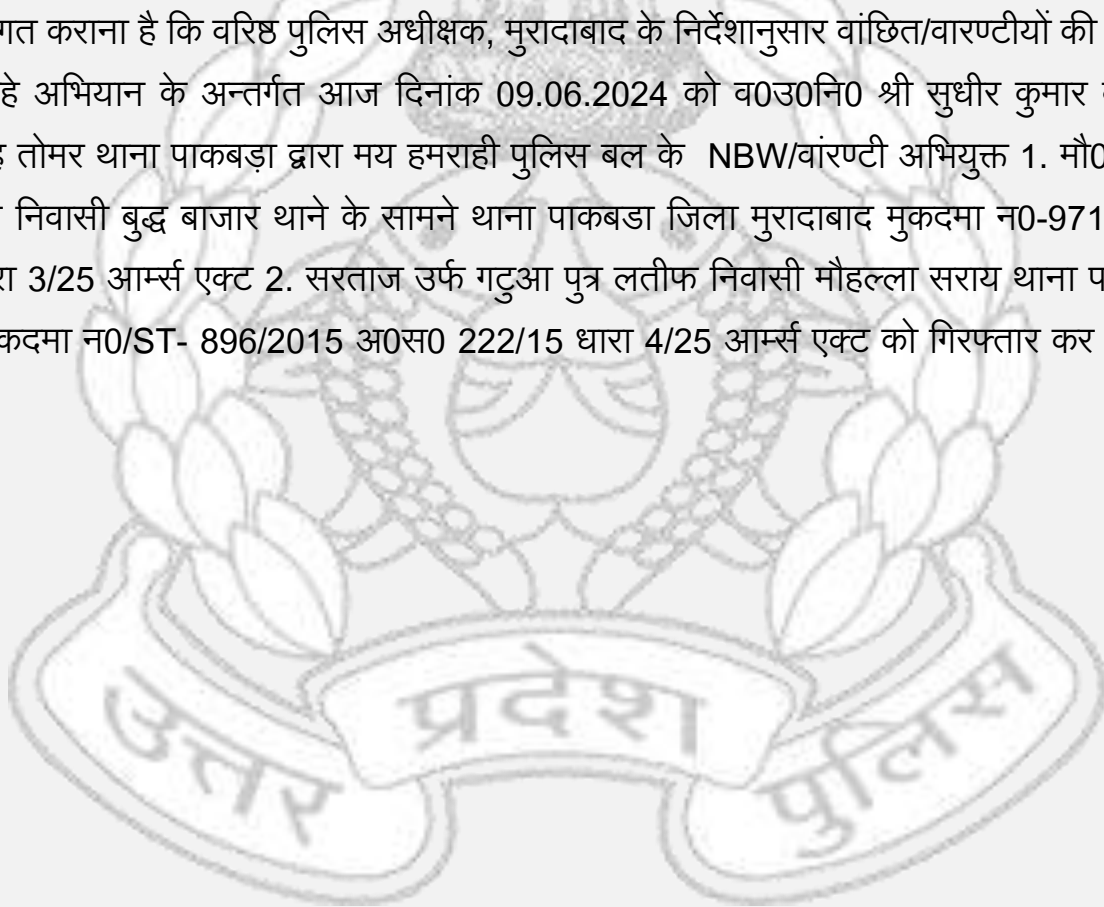 गत कराना है कि वरिष्ठ पुलिस अधीक्षक, मुरादाबाद के निर्देशानुसार वांछित/वारण्टीयों की
हे अभियान के अन्तर्गत आज दिनांक 09.06.2024 को व0उ0नि0 श्री सुधीर कुमार
तोमर थाना पाकबड़ा द्वारा मय हमराही पुलिस बल के NBW/वांरण्टी अभियुक्त 1. मौ0
निवासी बुद्ध बाजार थाने के सामने थाना पाकबडा जिला मुरादाबाद मुकदमा न0-971
रा 3/25 आर्म्स एक्ट 2. सरताज उर्फ गटुआ पुत्र लतीफ निवासी मौहल्ला सराय थाना प
कदमा न0/ST- 896/2015 अ0स0 222/15 धारा 4/25 आर्म्स एक्ट को गिरफ्तार कर
उत्तर प्रदेश पुलिस